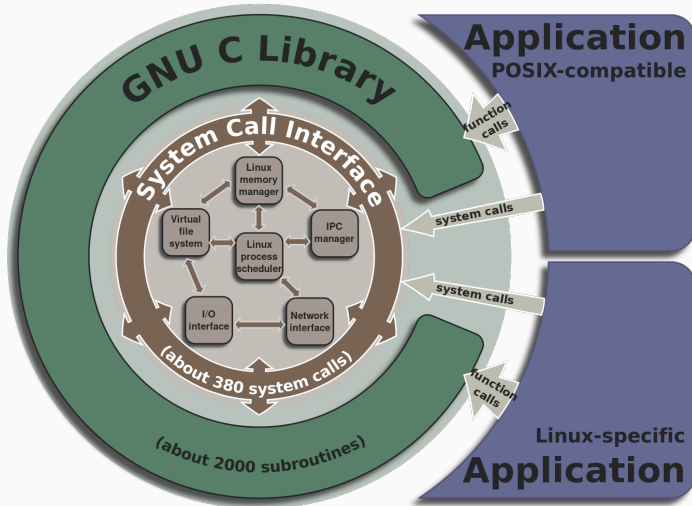 GNU C Library
Application
POSIX-compatible
function
calls
System Call Interface
Linux
memory
manager
Virtual
file
system
IPC
manager
system calls
Linux
process
scheduler
system calls
I/O
interface
Network
interface
(about 380 system calls)
function
calls
(about 2000 subroutines)
Linux-specific
Application